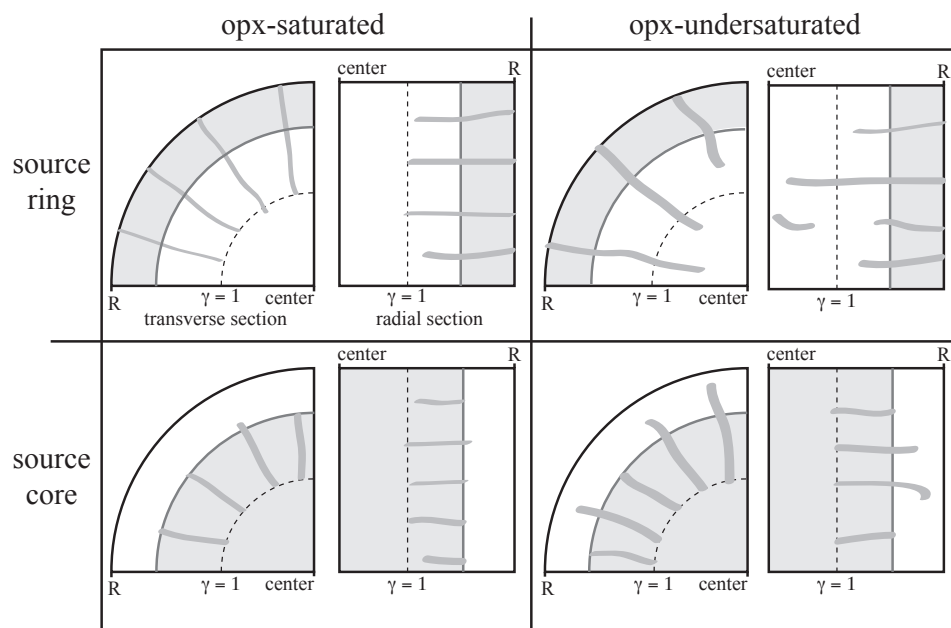 opx-saturated
opx-undersaturated
source
ring
center
R
center
R
R
γ = 1
center
γ = 1
R
γ = 1
center
γ = 1
transverse section
radial section
source
core
center
R
center
R
R
γ = 1
center
γ = 1
R
γ = 1
center
γ = 1